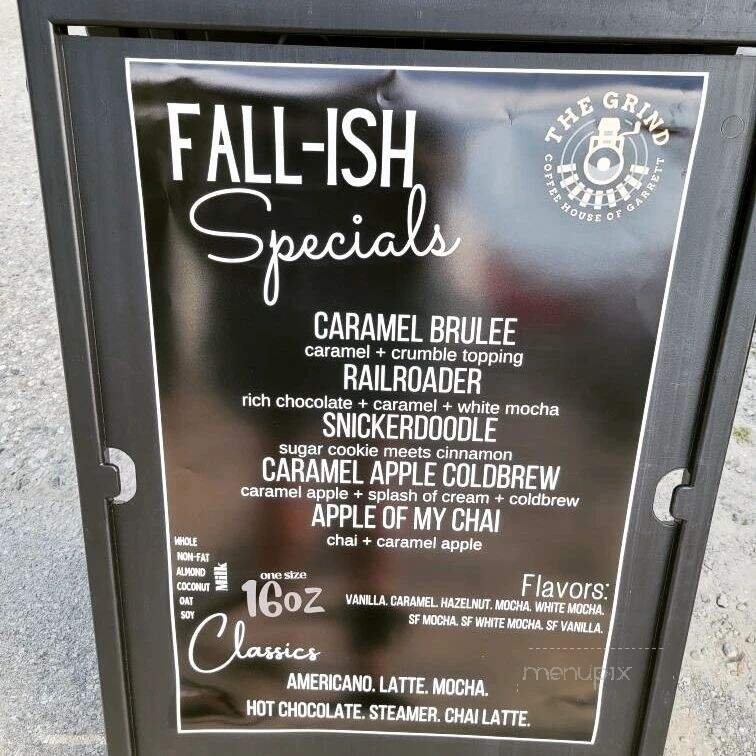 FALL-ISH
Specials
THE GRIND
COFFEE HOUSE OF GARRETT
CARAMEL BRULEE
caramel + crumble topping
RAILROADER
rich chocolate + caramel + white mocha
SNICKERDOODLE
sugar cookie meets cinnamon
CARAMEL APPLE COLDBREW
caramel apple + splash of cream + coldbrew
APPLE OF MY CHAI
chai + caramel apple
WHOLE
NON-FAT
ALMOND
COCONUT
OAT
SOY
Milk
one size
16oz
Flavors:
VANILLA. CARAMEL. HAZELNUT. MOCHA. WHITE MOCHA.
SF MOCHA. SF WHITE MOCHA. SF VANILLA.
Classics
AMERICANO. LATTE. MOCHA.
HOT CHOCOLATE. STEAMER. CHAI LATTE.
menupix